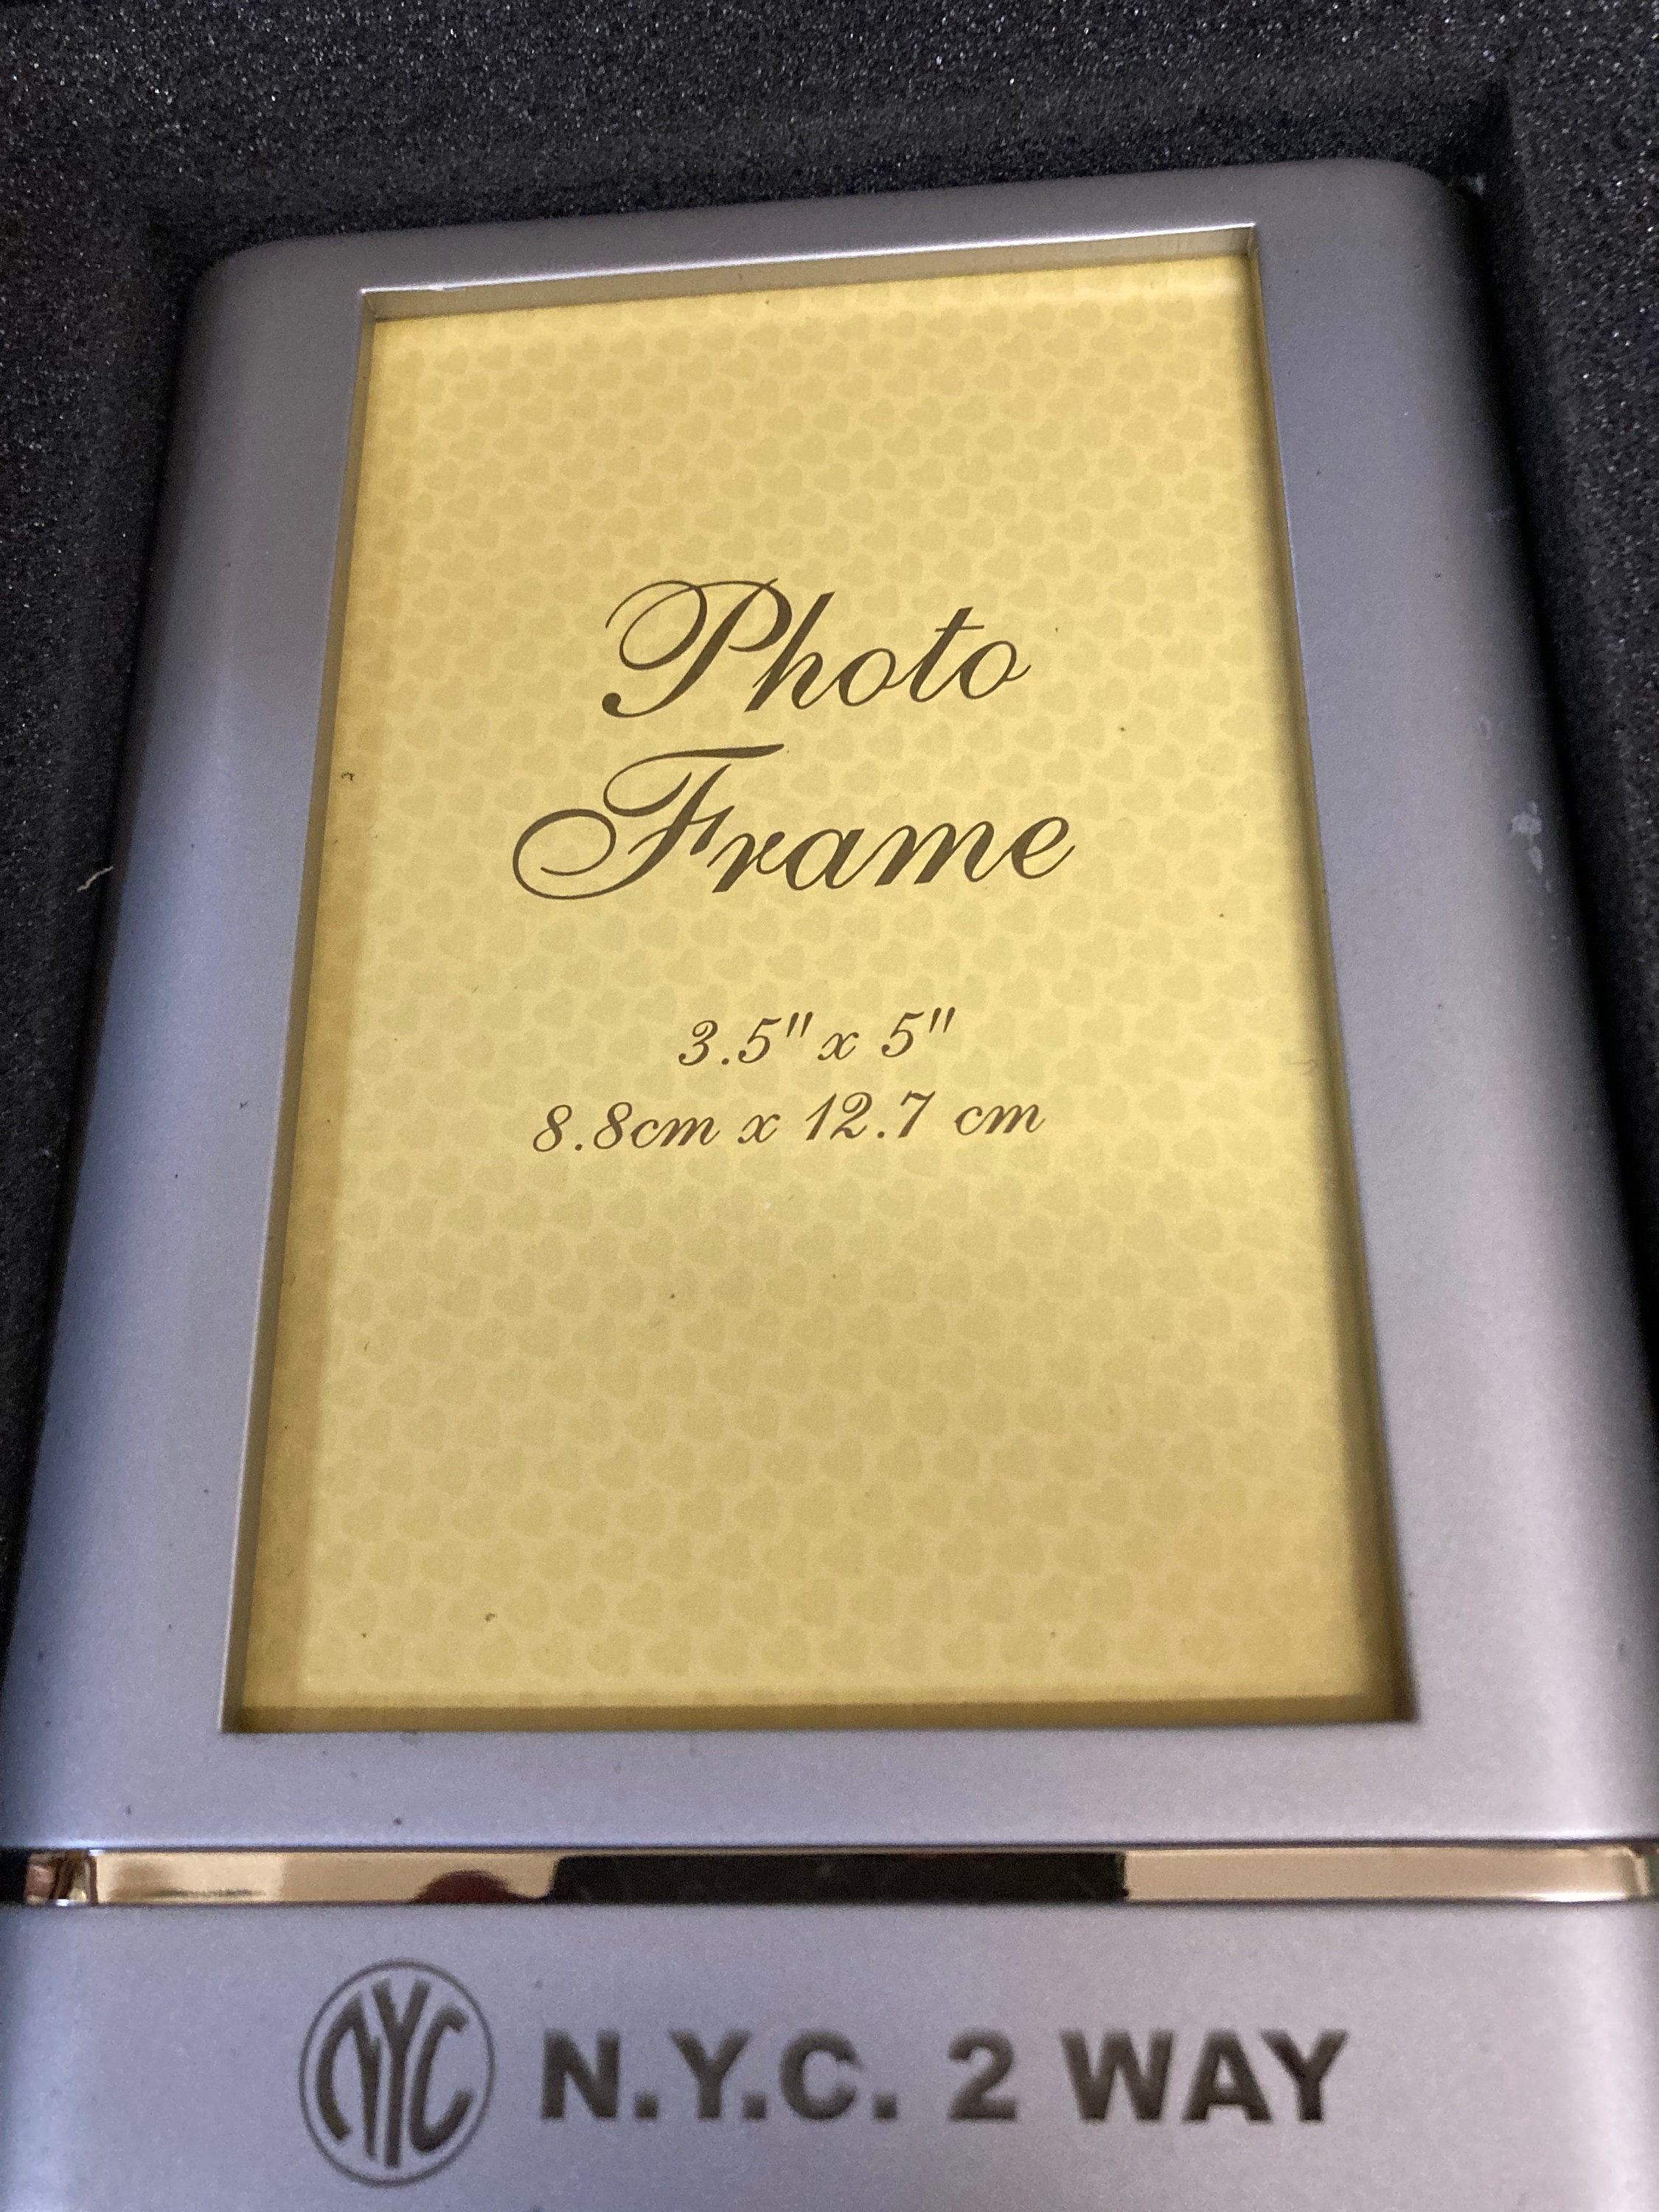 Photo
Frame
3.5" x 5"
8.8cm x 12.7 cm
NYC N.Y.C. 2 WAY